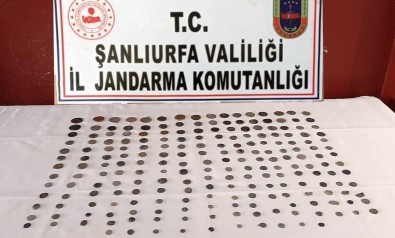 T.C.
ŞANLIURFA VALİLİĞİ
İL JANDARMA KOMUTANLIĞI